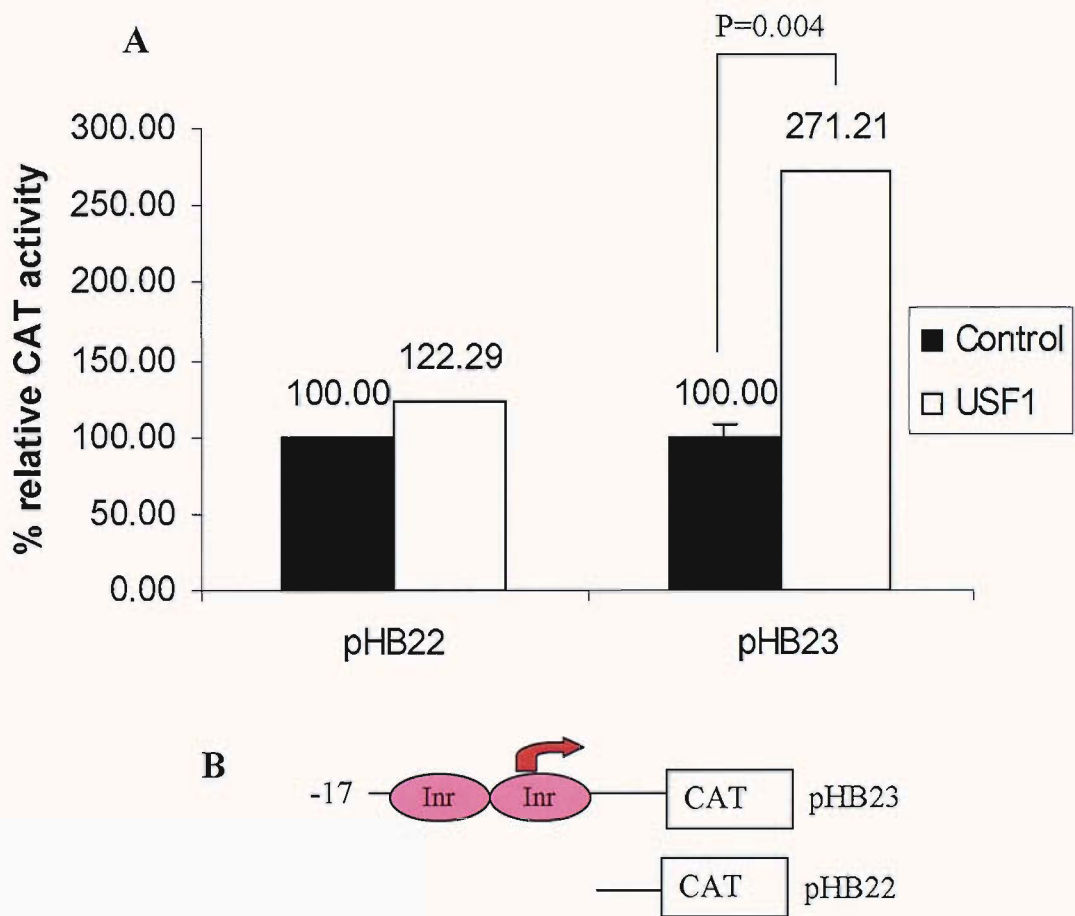 A
P=0.004
% relative CAT activity
300.00
250.00
200.00
150.00
100.00
50.00
0.00
100.00
122.29
100.00
271.21
Control
USF1
pHB22
pHB23
B
-17 Inr Inr CAT pHB23
CAT pHB22